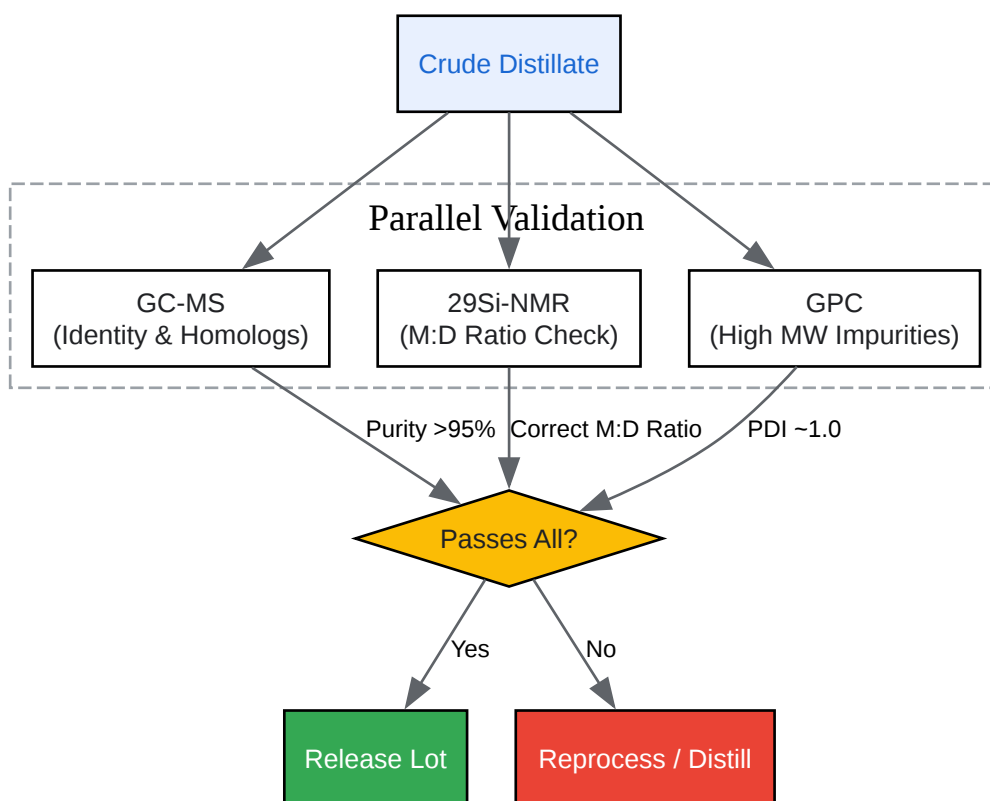 Crude Distillate
Parallel Validation
GC-MS
(Identity & Homologs)
29Si-NMR
(M:D Ratio Check)
GPC
(High MW Impurities)
Purity >95%
Correct M:D Ratio
PDI ~1.0
Passes All?
Yes
No
Release Lot
Reprocess / Distill